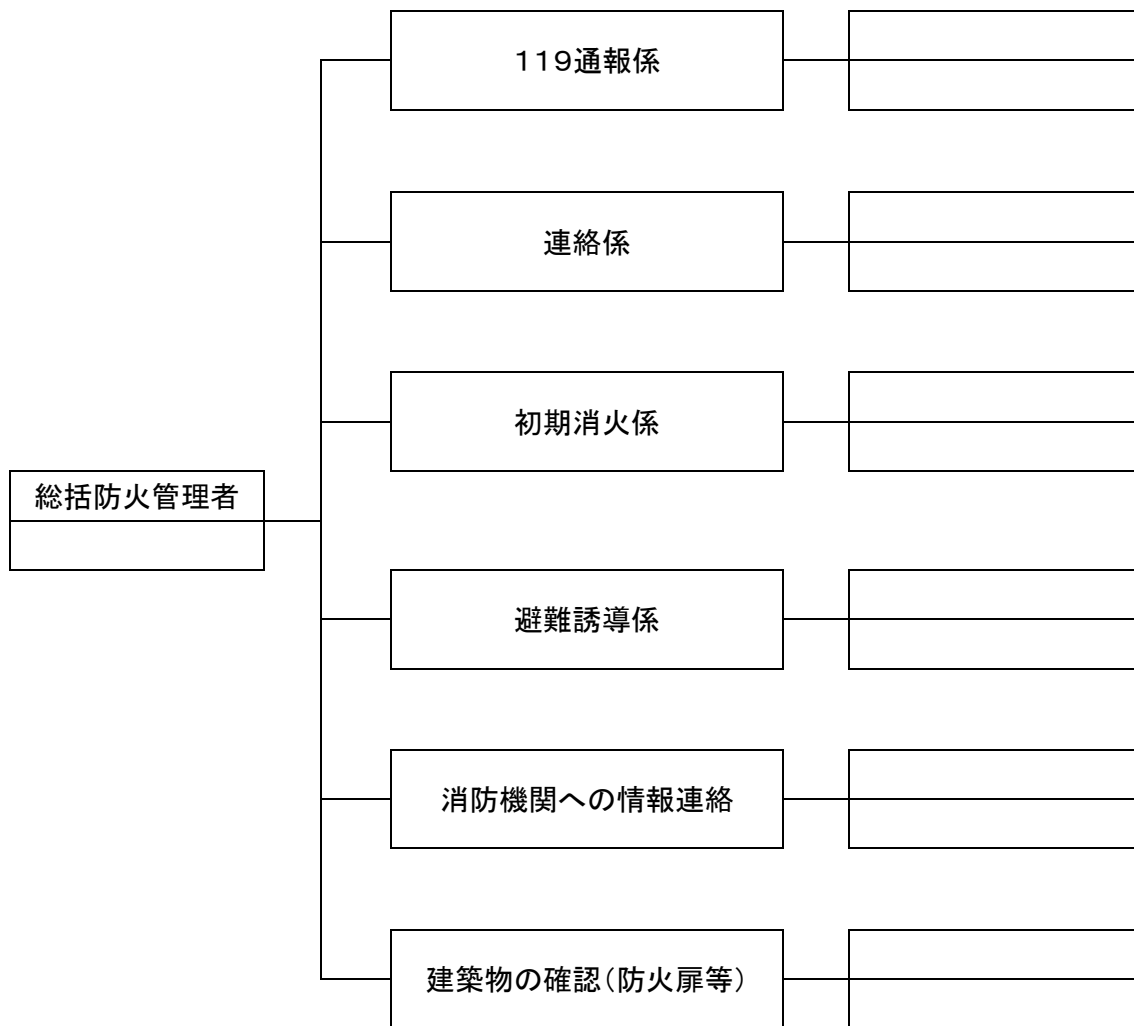 119通報係
連絡係
初期消火係
総括防火管理者
避難誘導係
消防機関への情報連絡
建築物の確認(防火扉等)